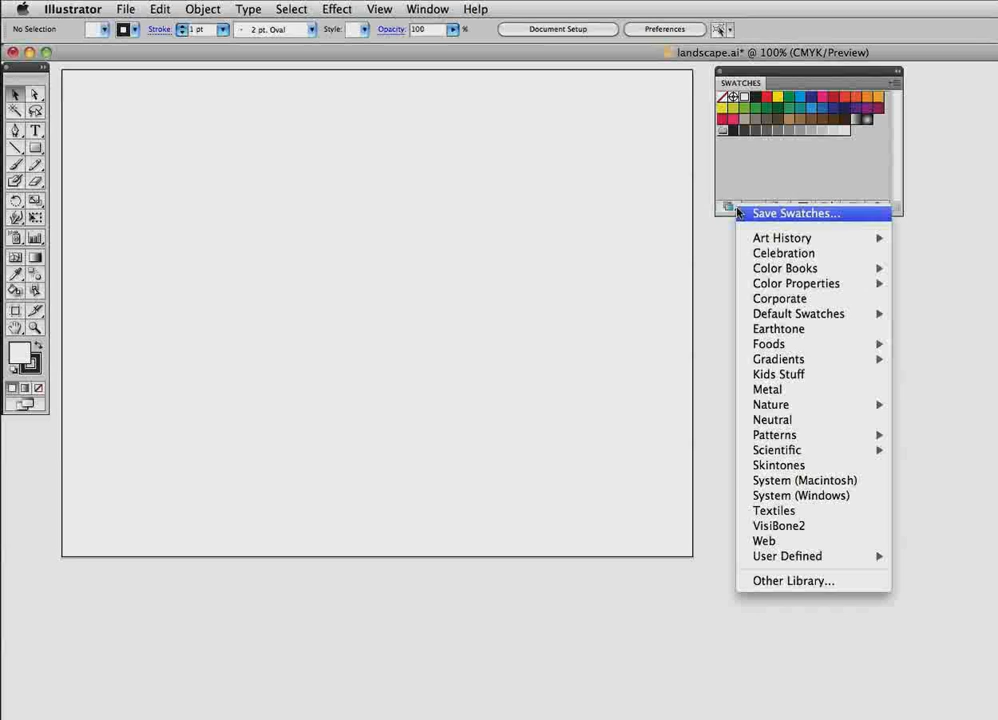 Illustrator File Edit Object Type Select Effect View Window Help
No Selection Stroke: 1 pt 2 pt. Oval Style: Opacity: 100 % Document Setup Preferences
landscape.ai* @ 100% (CMYK/Preview)
SWATCHES
T
Save Swatches...
Art History
Celebration
Color Books
Color Properties
Corporate
Default Swatches
Earthtone
Foods
Gradients
Kids Stuff
Metal
Nature
Neutral
Patterns
Scientific
Skintones
System (Macintosh)
System (Windows)
Textiles
VisiBone2
Web
User Defined
Other Library...